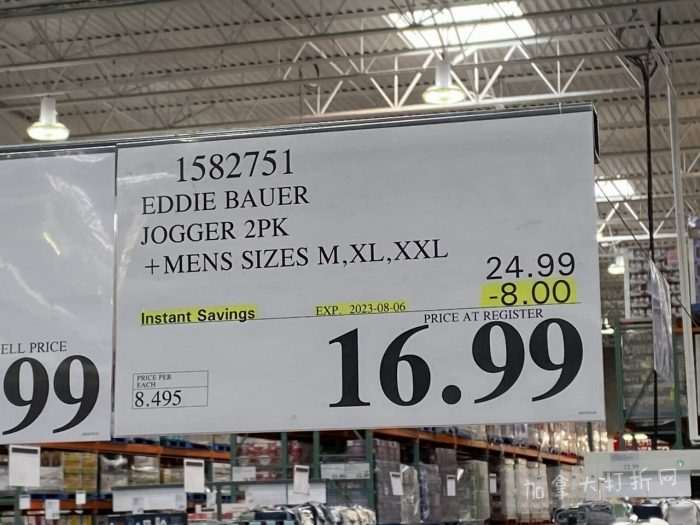 1582751
EDDIE BAUER
JOGGER 2PK
+MENS SIZES M,XL,XXL
24.99
-8.00
Instant Savings
EXP. 2023-08-06
PRICE AT REGISTER
16.99
PRICE PER
EACH
8.495
ELL PRICE
99
加拿大打折网